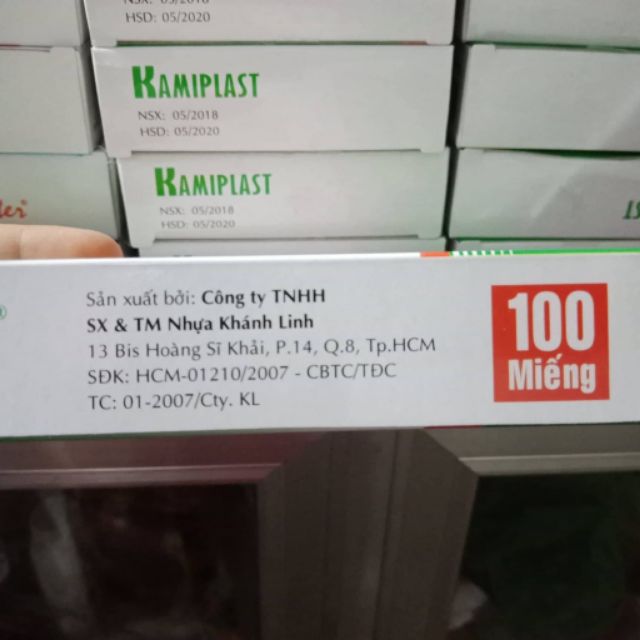 HSD: 05/2020
KAMIPLAST
NSX: 05/2018
HSD: 05/2020
KAMIPLAST
NSX: 05/2018
HSD: 05/2020
Sản xuất bởi: Công ty TNHH
SX & TM Nhựa Khánh Linh
13 Bis Hoàng Sĩ Khải, P.14, Q.8, Tp.HCM
SĐK: HCM-01210/2007 - CBTC/TĐC
TC: 01-2007/Cty. KL
100
Miếng